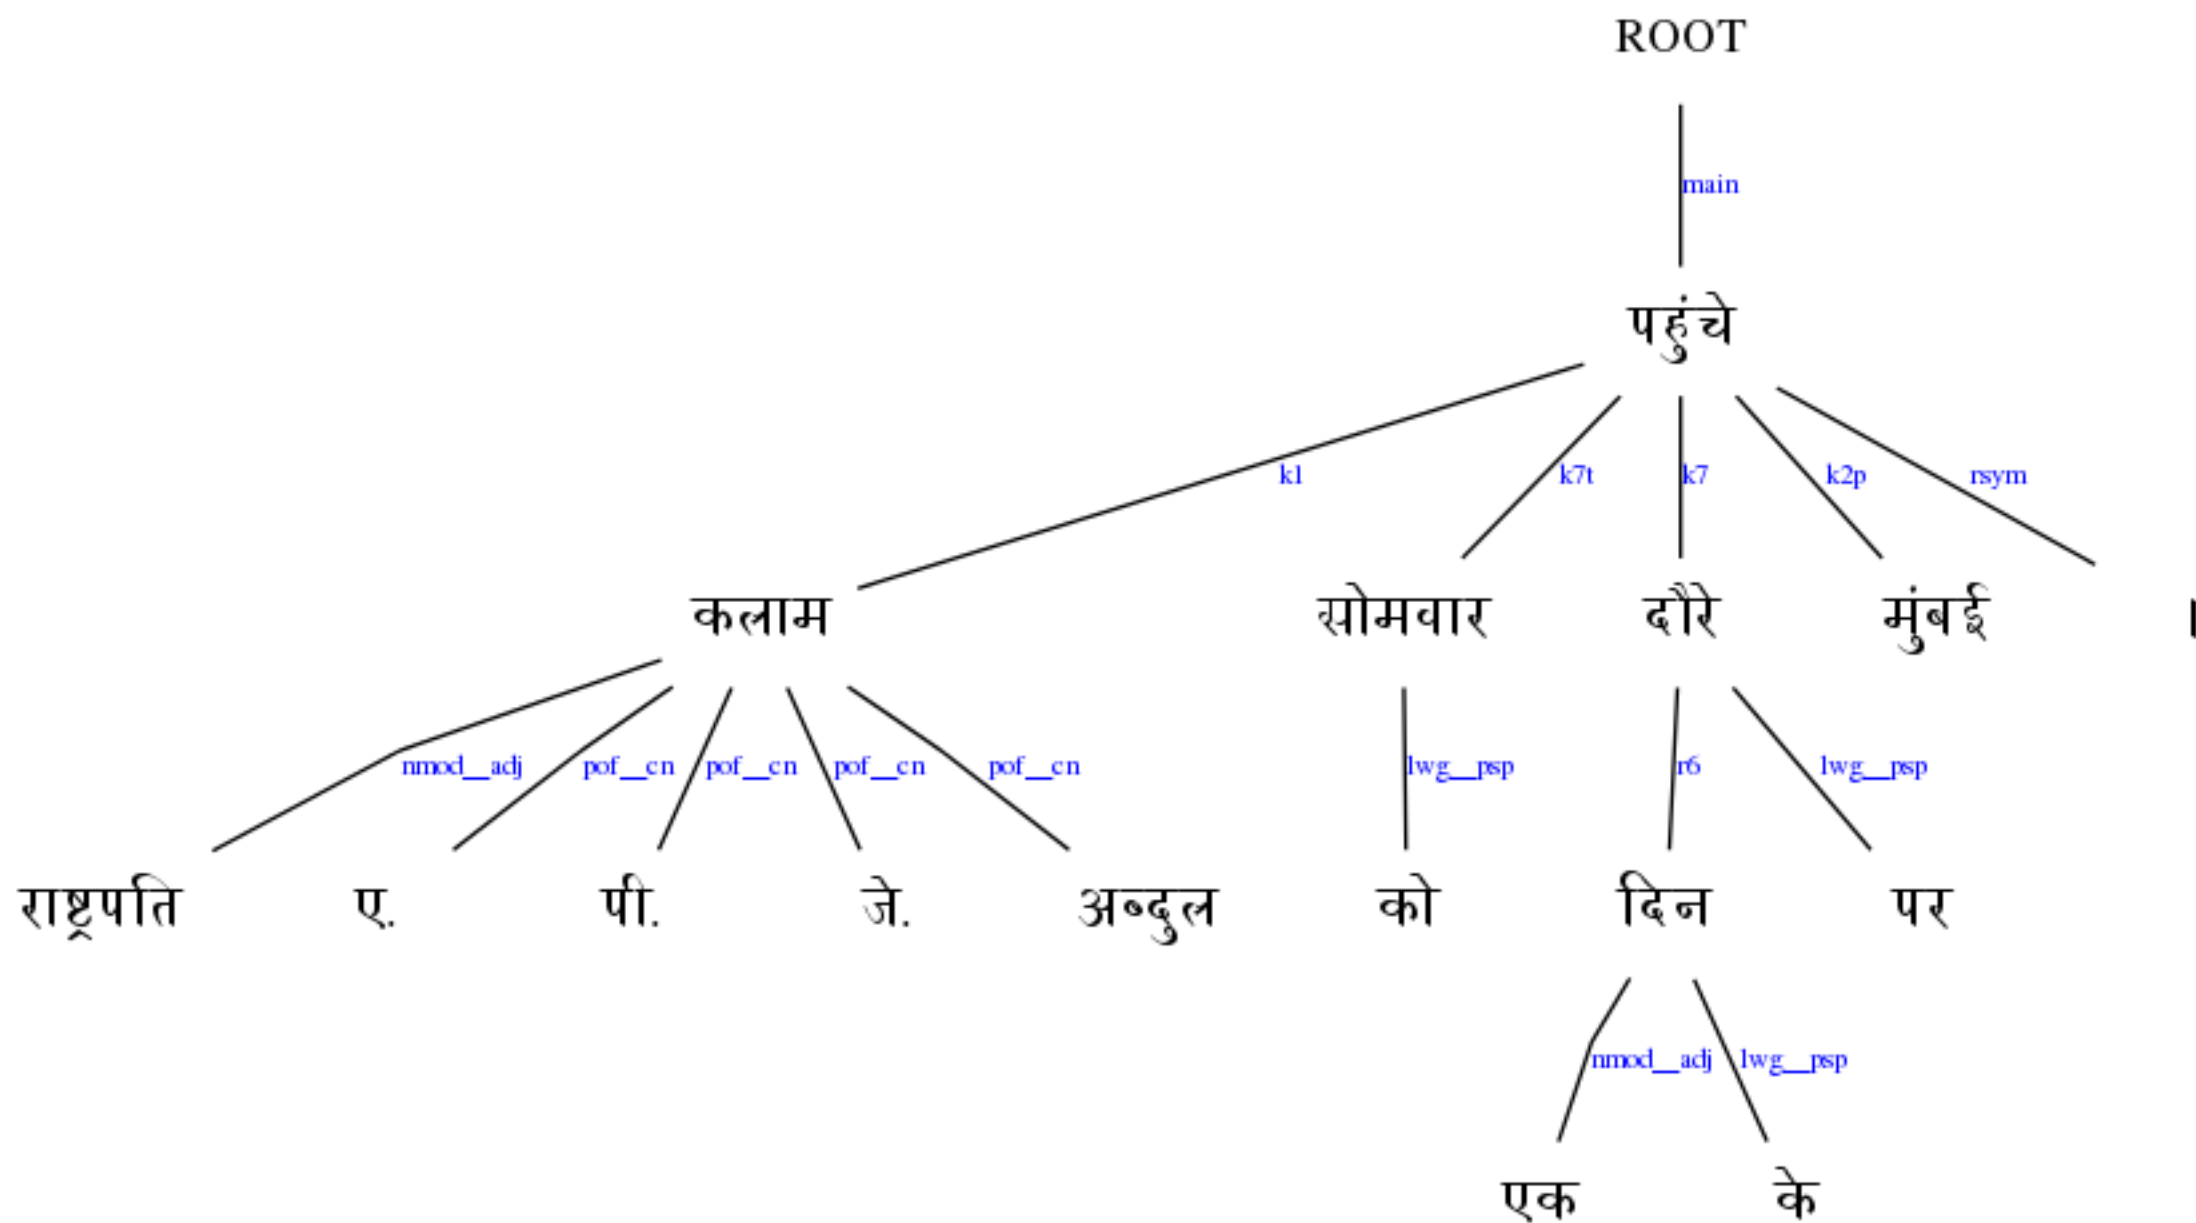 ROOT
main
पहुंचे
k1 k7t k7 k2p rsym
कलाम सोमवार दौरे मुंबई ।
nmod__adj pof__cn pof__cn pof__cn pof__cn lwg__psp r6 lwg__psp
राष्ट्रपति ए. पी. जे. अब्दुल को दिन पर
nmod__adj lwg__psp
एक के